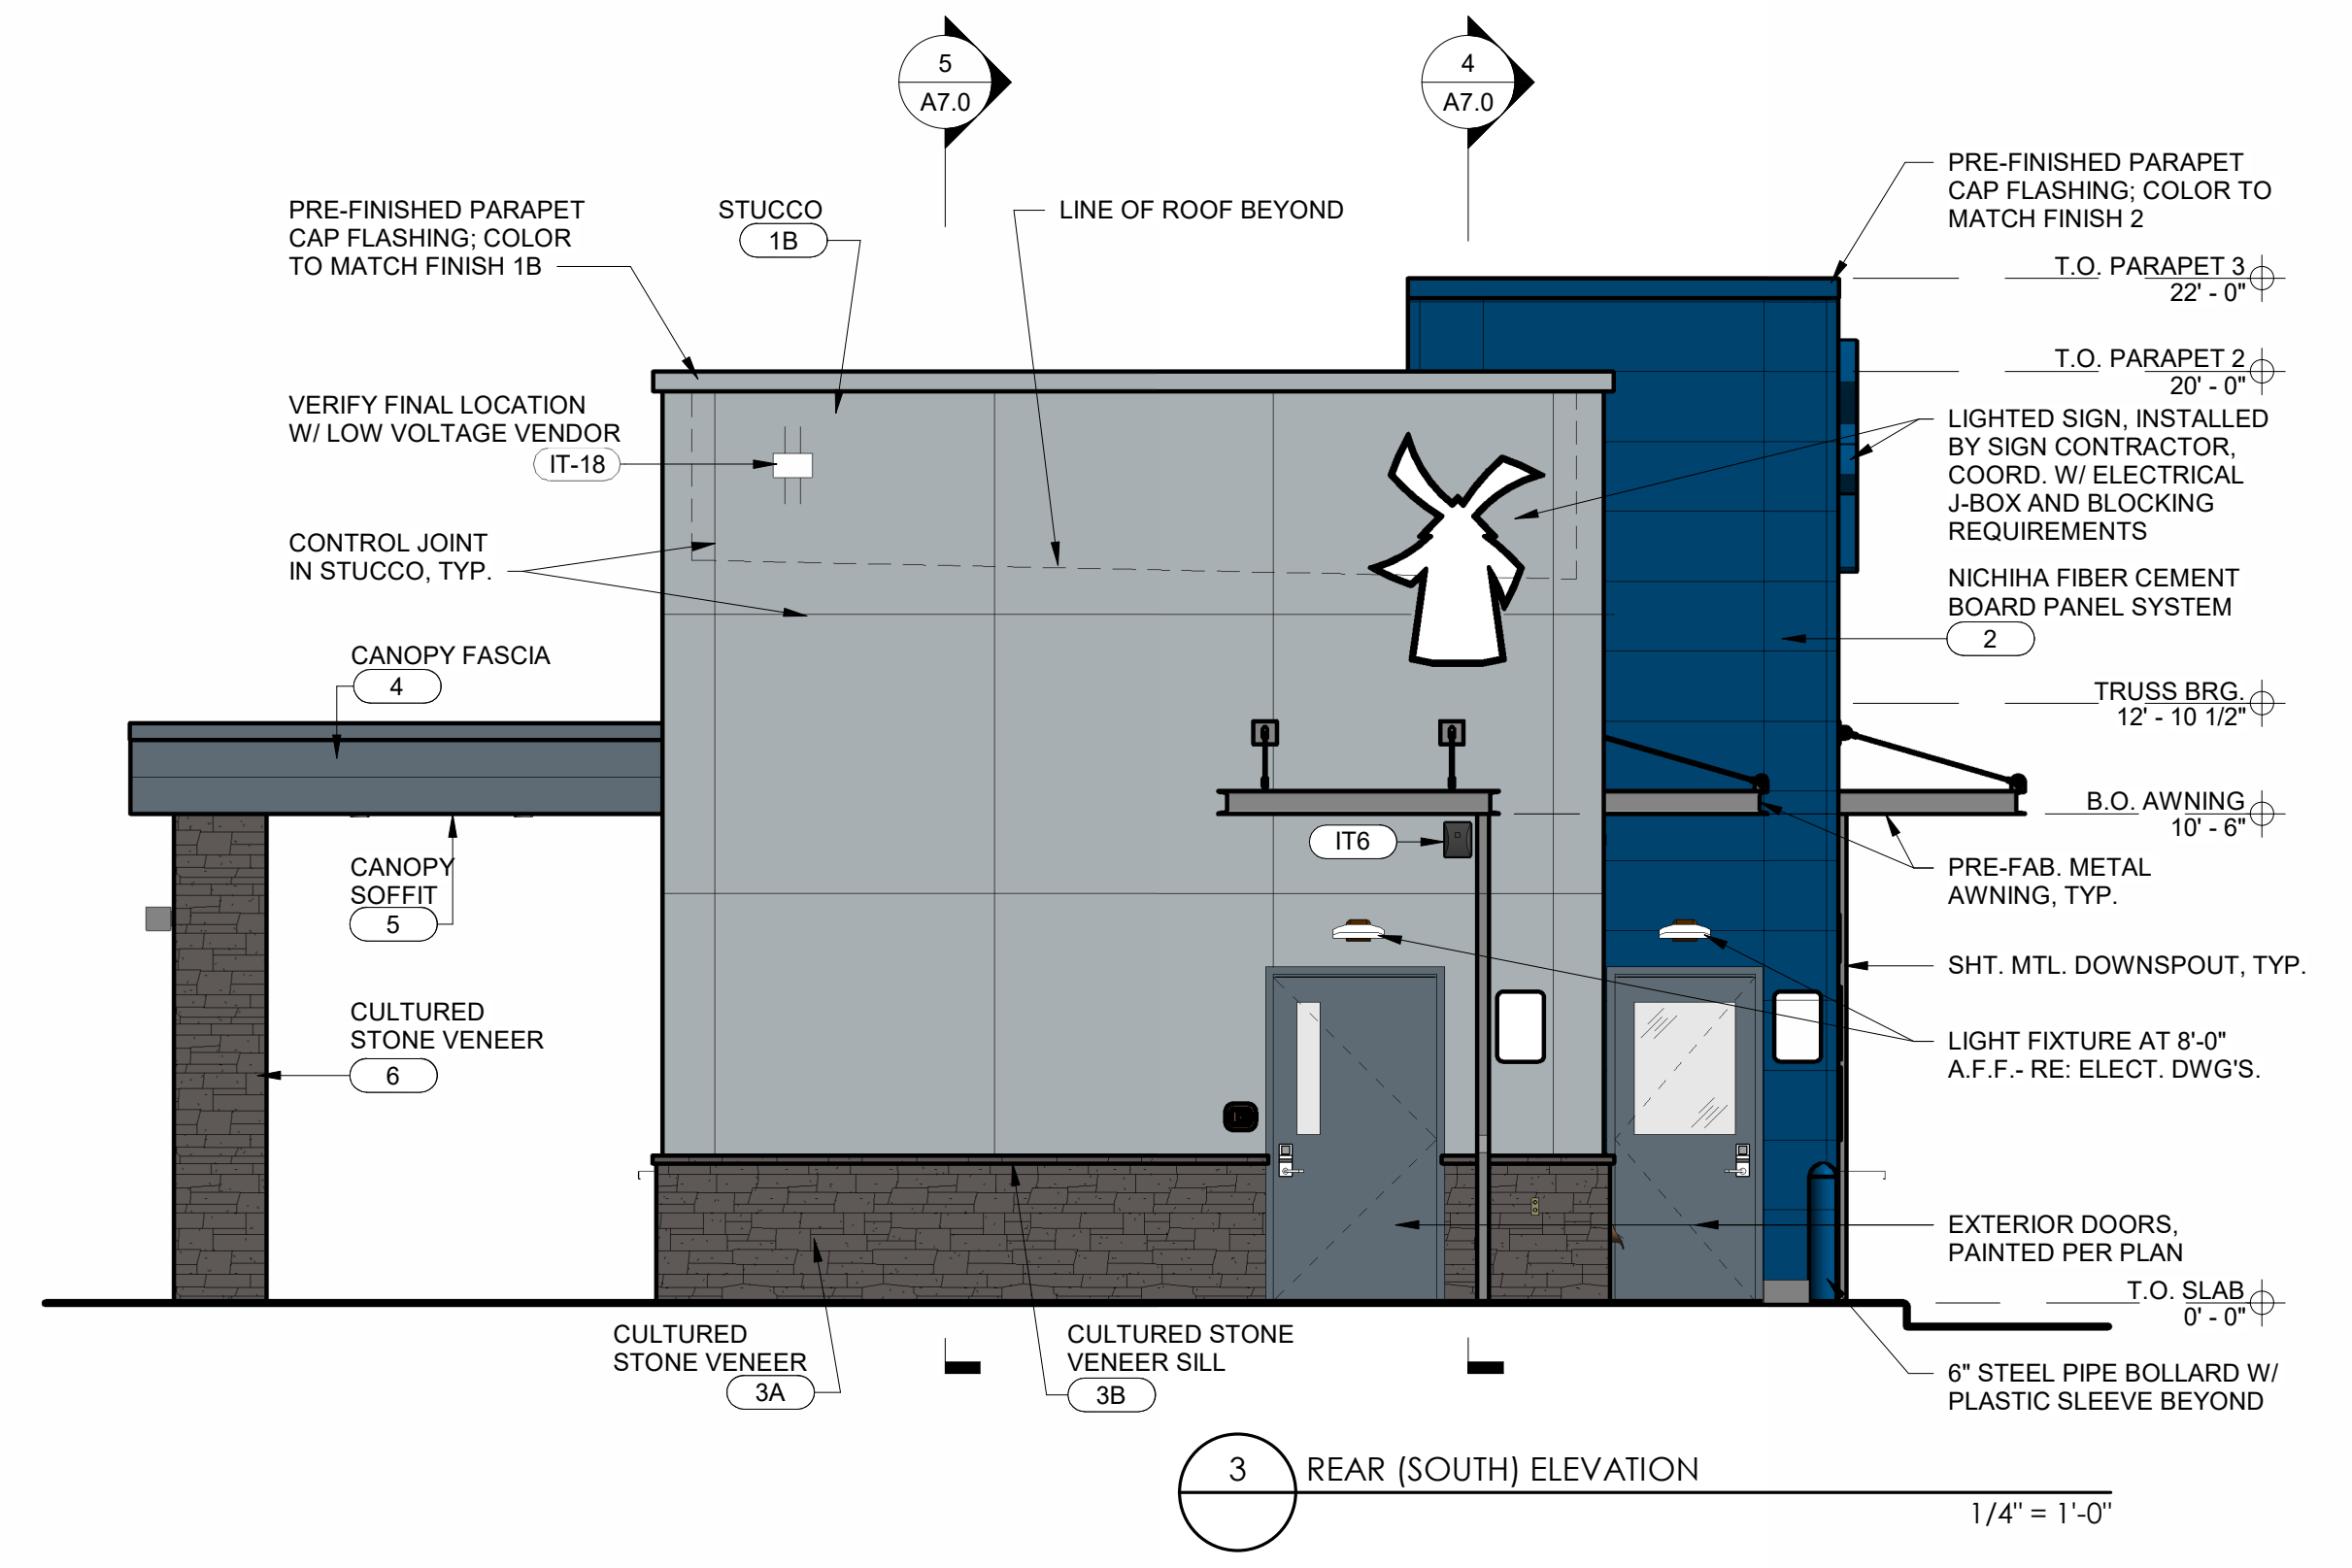 5
A7.0
4
A7.0
PRE-FINISHED PARAPET
CAP FLASHING; COLOR TO
MATCH FINISH 2
PRE-FINISHED PARAPET
CAP FLASHING; COLOR
TO MATCH FINISH 1B
STUCCO
1B
LINE OF ROOF BEYOND
T.O. PARAPET 3
22' - 0"
T.O. PARAPET 2
20' - 0"
VERIFY FINAL LOCATION
W/ LOW VOLTAGE VENDOR
IT-18
LIGHTED SIGN, INSTALLED
BY SIGN CONTRACTOR,
COORD. W/ ELECTRICAL
J-BOX AND BLOCKING
REQUIREMENTS
CONTROL JOINT
IN STUCCO, TYP.
NICHIHA FIBER CEMENT
BOARD PANEL SYSTEM
2
CANOPY FASCIA
4
TRUSS BRG.
12' - 10 1/2"
B.O. AWNING
10' - 6"
IT6
CANOPY
SOFFIT
5
PRE-FAB. METAL
AWNING, TYP.
SHT. MTL. DOWNSPOUT, TYP.
CULTURED
STONE VENEER
6
LIGHT FIXTURE AT 8'-0"
A.F.F.- RE: ELECT. DWG'S.
EXTERIOR DOORS,
PAINTED PER PLAN
T.O. SLAB
0' - 0"
CULTURED
STONE VENEER
3A
CULTURED STONE
VENEER SILL
3B
6" STEEL PIPE BOLLARD W/
PLASTIC SLEEVE BEYOND
3
REAR (SOUTH) ELEVATION
1/4" = 1'-0"